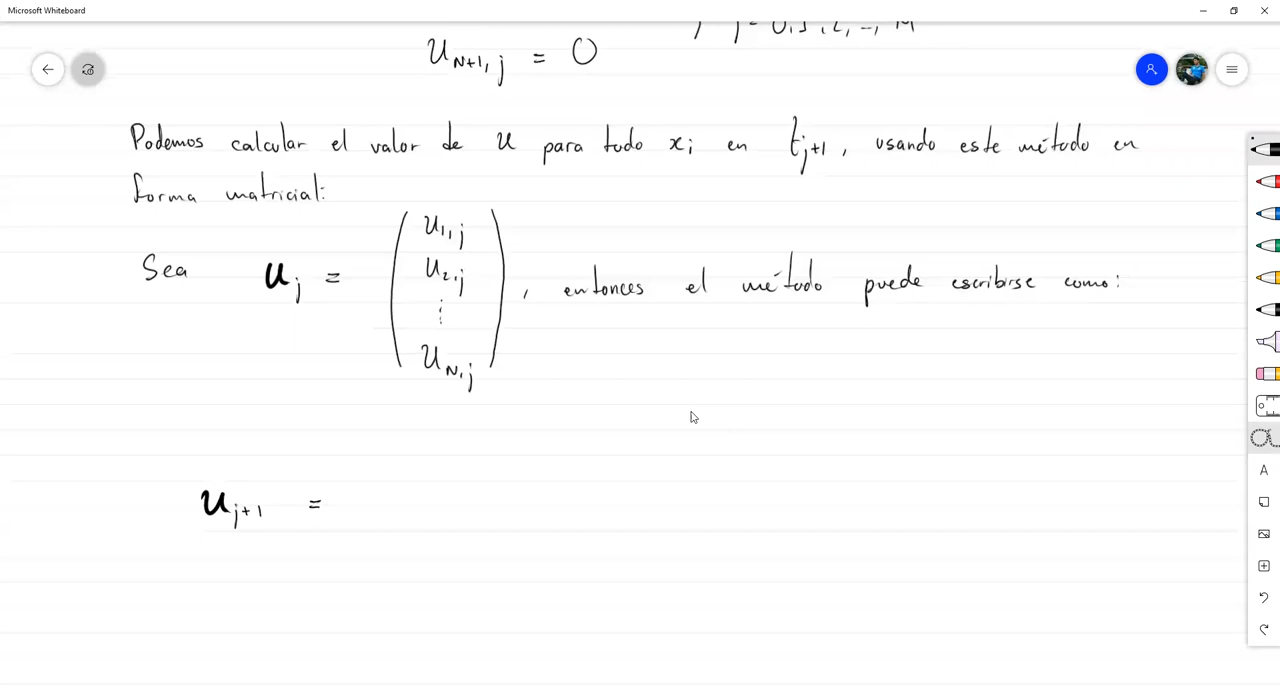 Microsoft Whiteboard
u_{N+1,j} = 0
Podemos calcular el valor de u para todo x_i en t_{j+1}, usando este método en
forma matricial:
Sea u_j = ( u_{1,j} u_{2,j} ⋮ u_{N,j} ), entonces el método puede escribirse como:
u_{j+1} =
A